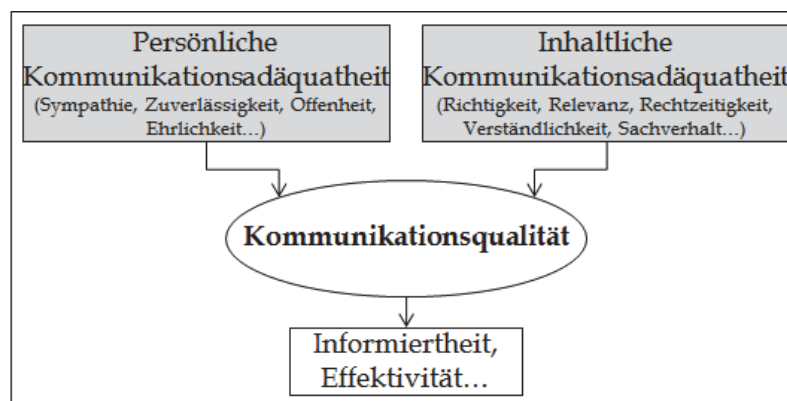 Persönliche
Kommunikationsadäquatheit
(Sympathie, Zuverlässigkeit, Offenheit,
Ehrlichkeit…)
Inhaltliche
Kommunikationsadäquatheit
(Richtigkeit, Relevanz, Rechtzeitigkeit,
Verständlichkeit, Sachverhalt…)
Kommunikationsqualität
Informiertheit,
Effektivität…